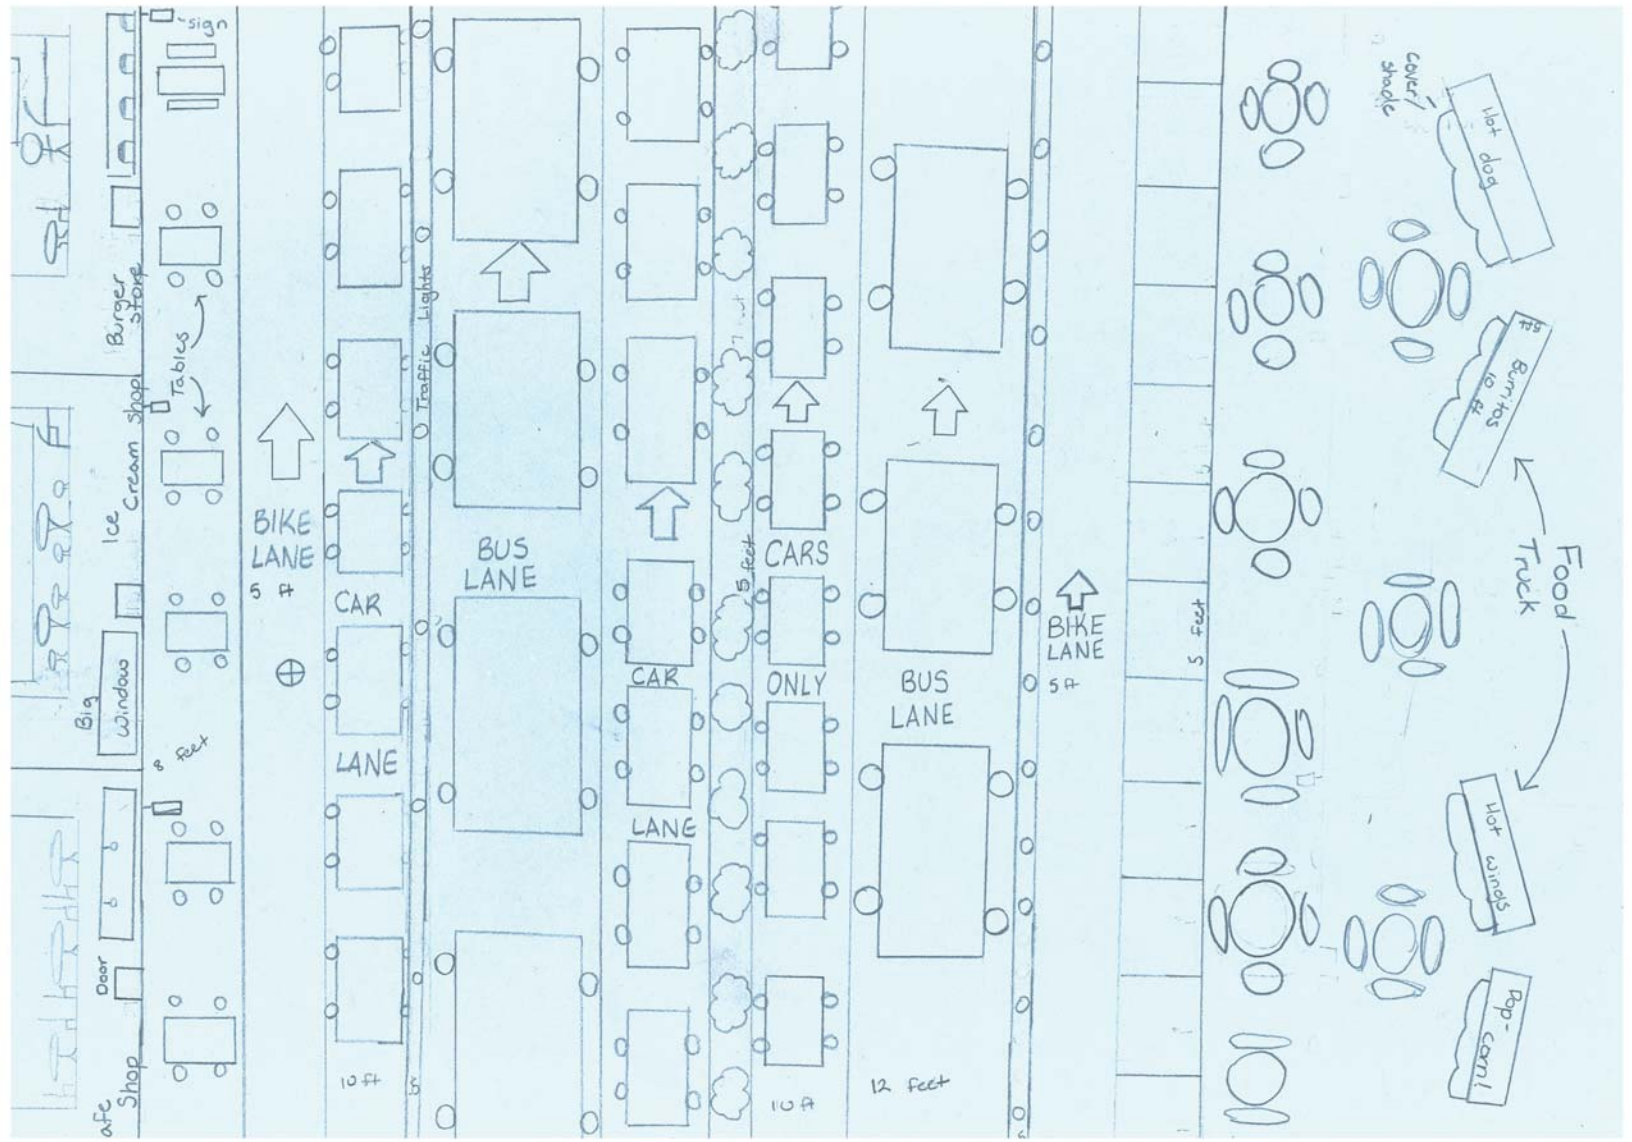 sign
Burger
store
Tables
Ice
Cream shop
Big
Window
8 feet
Door
afe
Shop
BIKE
LANE
5 ft
CAR
LANE
10 ft
Traffic Lights
BUS
LANE
CAR
LANE
5 feet
CARS
ONLY
10 ft
BUS
LANE
12 feet
BIKE
LANE
5 ft
5 feet
cover/
shade
Hot dog
Burritos
10 ft
Food
Truck
Hot wings
Pop-corn!